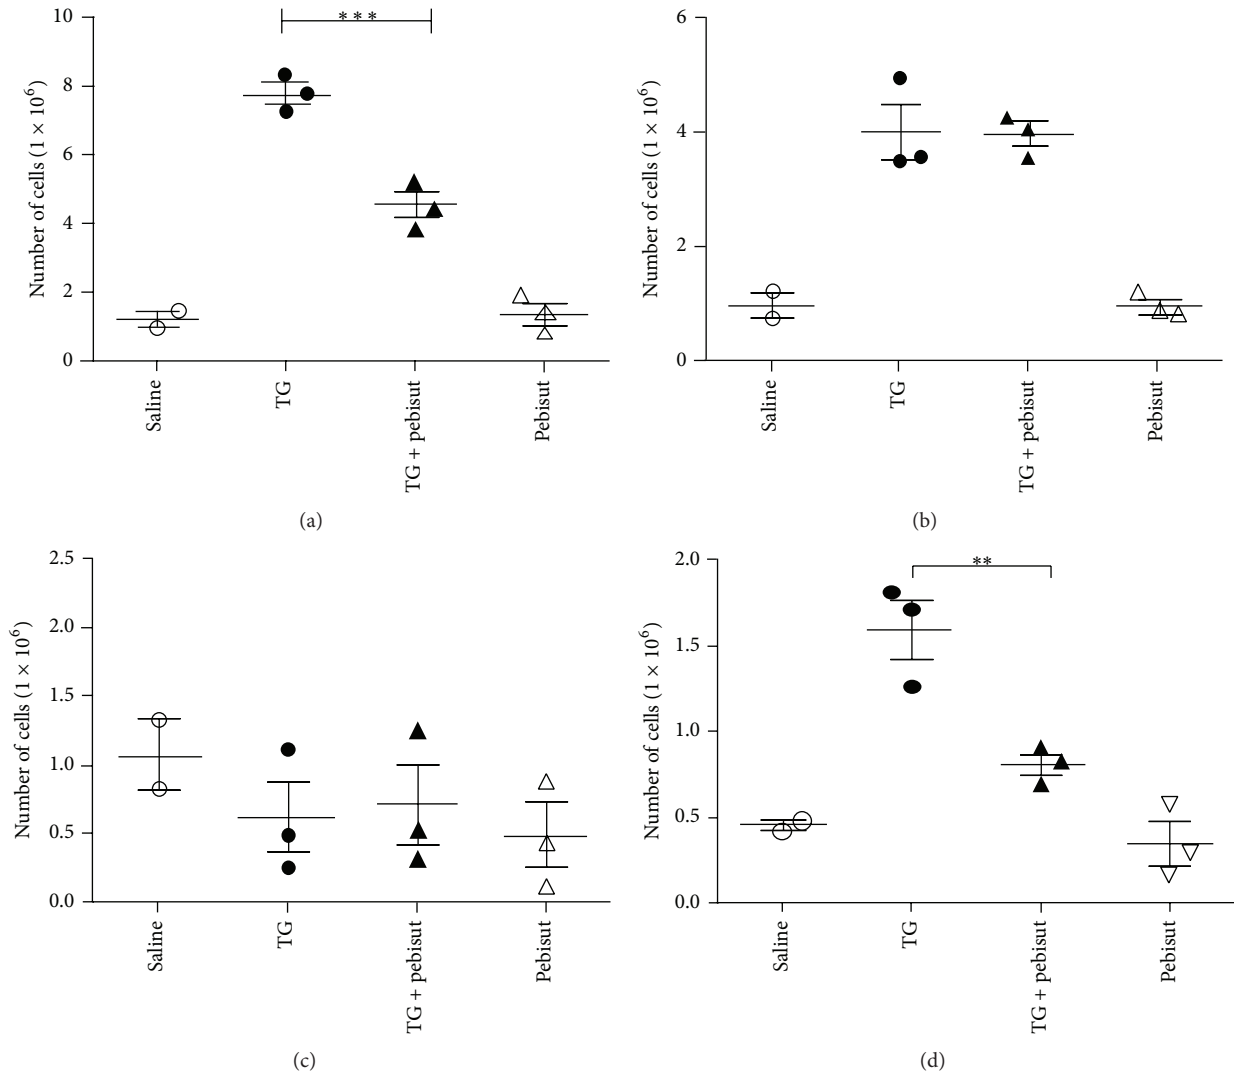 10
8
6
4
2
0
Number of cells (1 × 10⁶)
***
Saline
TG
TG + pebisut
Pebisut
(a)
6
4
2
0
Number of cells (1 × 10⁶)
Saline
TG
TG + pebisut
Pebisut
(b)
2.5
2.0
1.5
1.0
0.5
0.0
Number of cells (1 × 10⁶)
Saline
TG
TG + pebisut
Pebisut
(c)
2.0
1.5
1.0
0.5
0.0
Number of cells (1 × 10⁶)
**
Saline
TG
TG + pebisut
Pebisut
(d)